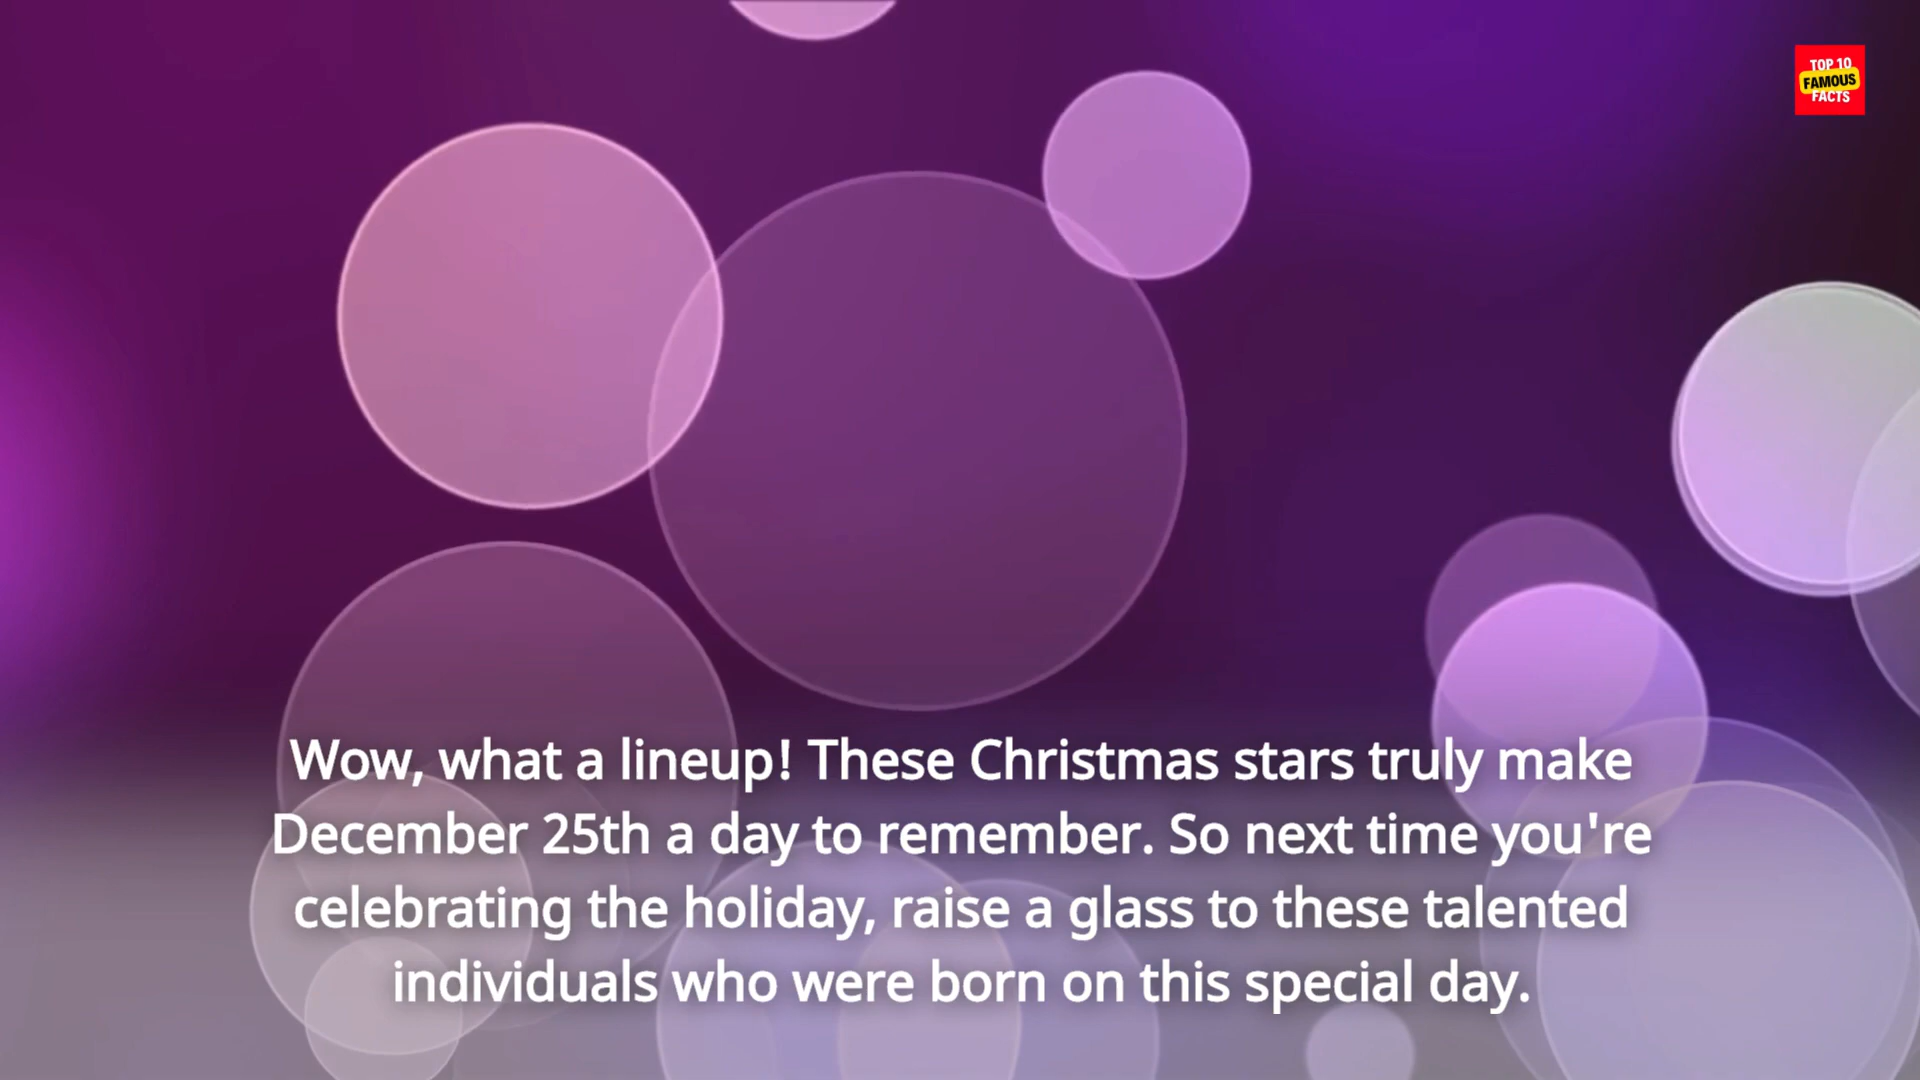 TOP 10
FAMOUS
FACTS
Wow, what a lineup! These Christmas stars truly make
December 25th a day to remember. So next time you're
celebrating the holiday, raise a glass to these talented
individuals who were born on this special day.